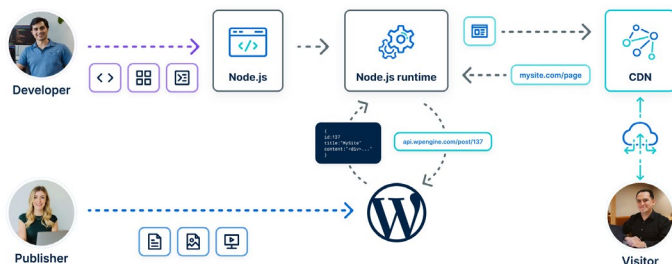 Developer
Node.js
Node.js runtime
mysite.com/page
CDN
{
id:137
title:"MySite"
content:"<div>..."
}
api.wpengine.com/post/137
Publisher
Visitor